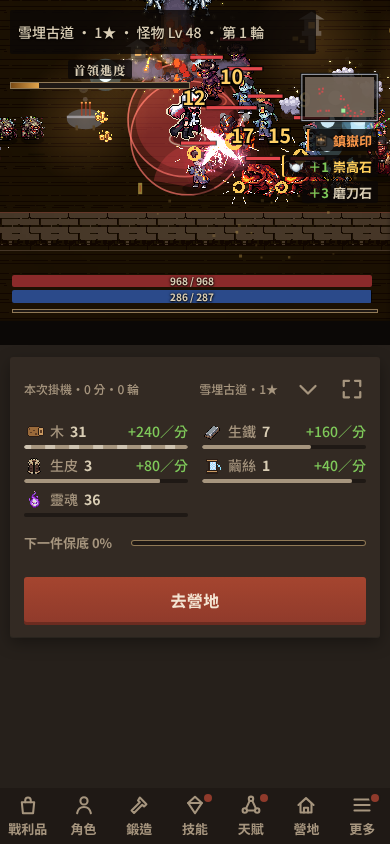 雪埋古道 · 1★ · 怪物 Lv 48 · 第 1 輪
首領進度
10
12
17 15
鎮嶽印
+1 崇高石
+3 磨刀石
968 / 968
286 / 287
本次掛機·0 分·0 輪
雪埋古道·1★
木 31 +240／分
生鐵 7 +160／分
生皮 3 +80／分
繭絲 1 +40／分
靈魂 36
下一件保底 0%
去營地
戰利品 角色 鍛造 技能 天賦 營地 更多